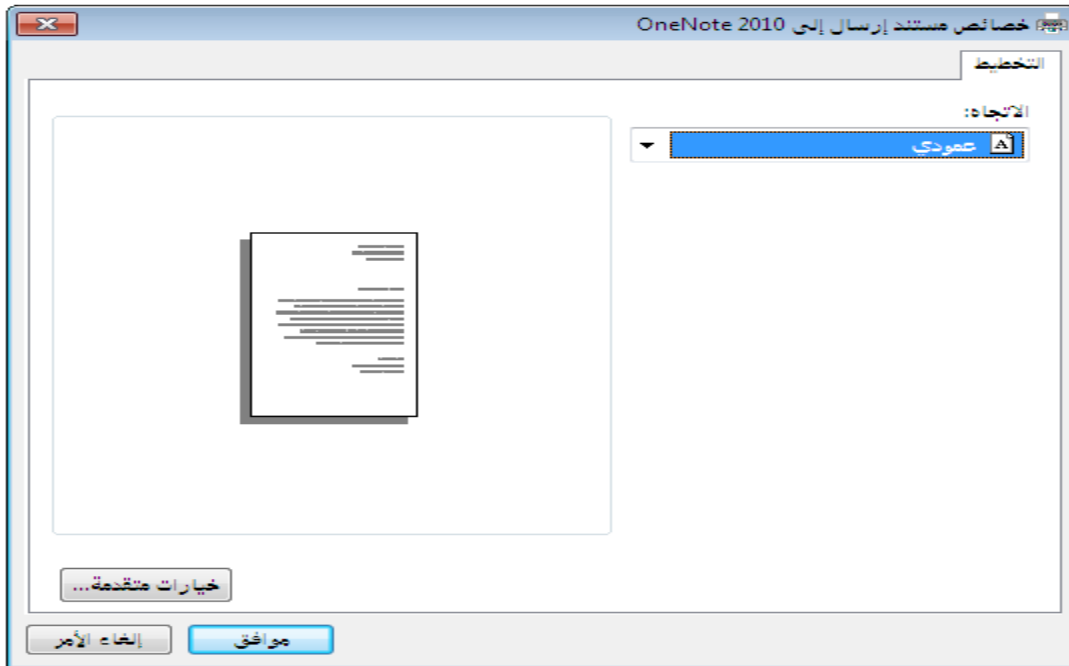 خصائص مستند إرسال إلى OneNote 2010
التخطيط
الاتجاه:
عمودي
خيارات متقدمة...
موافق
إلغاء الأمر